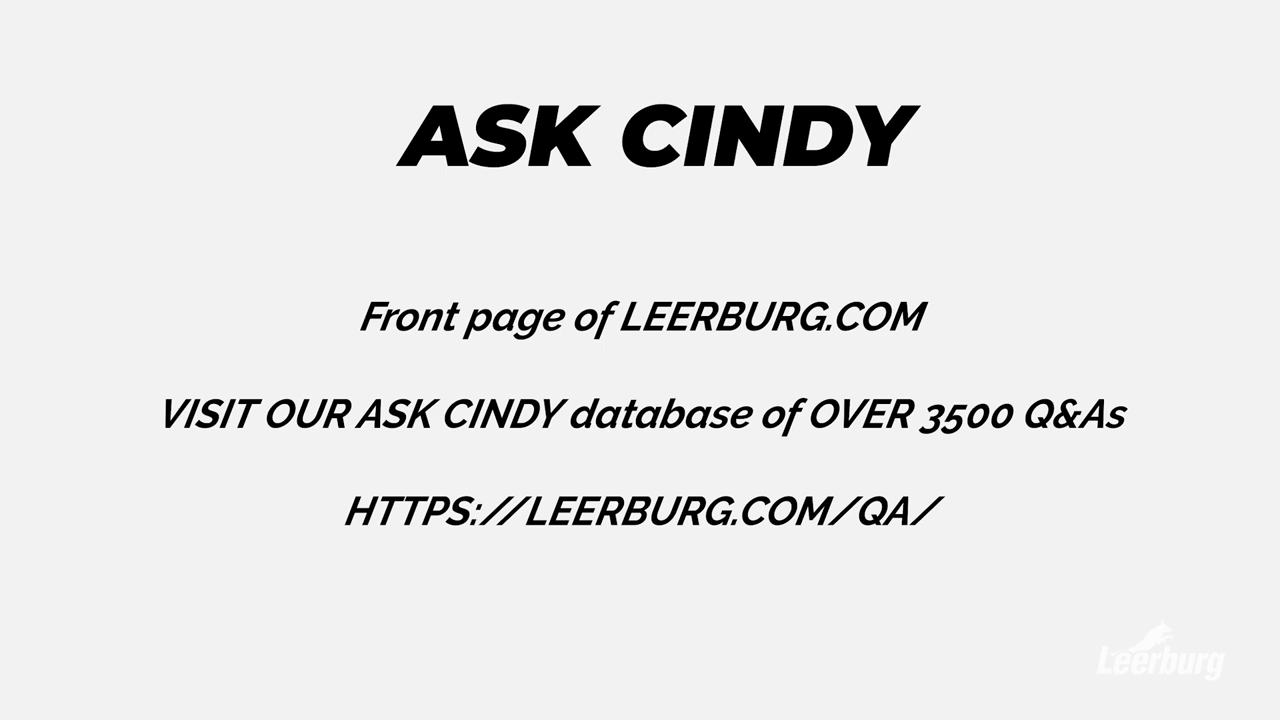 ASK CINDY
Front page of LEERBURG.COM
VISIT OUR ASK CINDY database of OVER 3500 Q&As
HTTPS://LEERBURG.COM/QA/
Leerburg